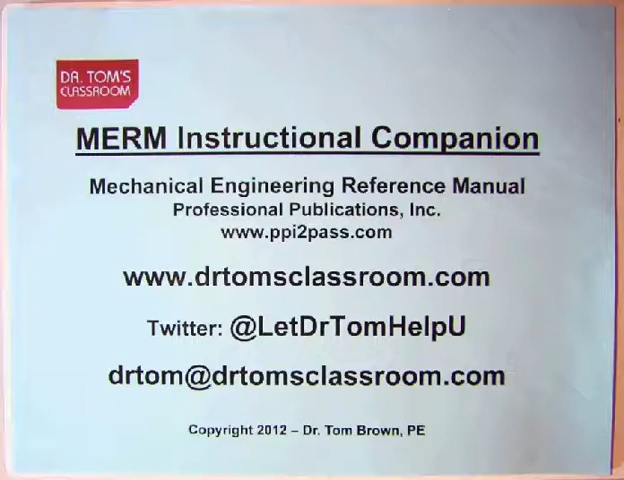 DR. TOM'S
CLASSROOM
MERM Instructional Companion
Mechanical Engineering Reference Manual
Professional Publications, Inc.
www.ppi2pass.com
www.drtomsclassroom.com
Twitter: @LetDrTomHelpU
drtom@drtomsclassroom.com
Copyright 2012 – Dr. Tom Brown, PE